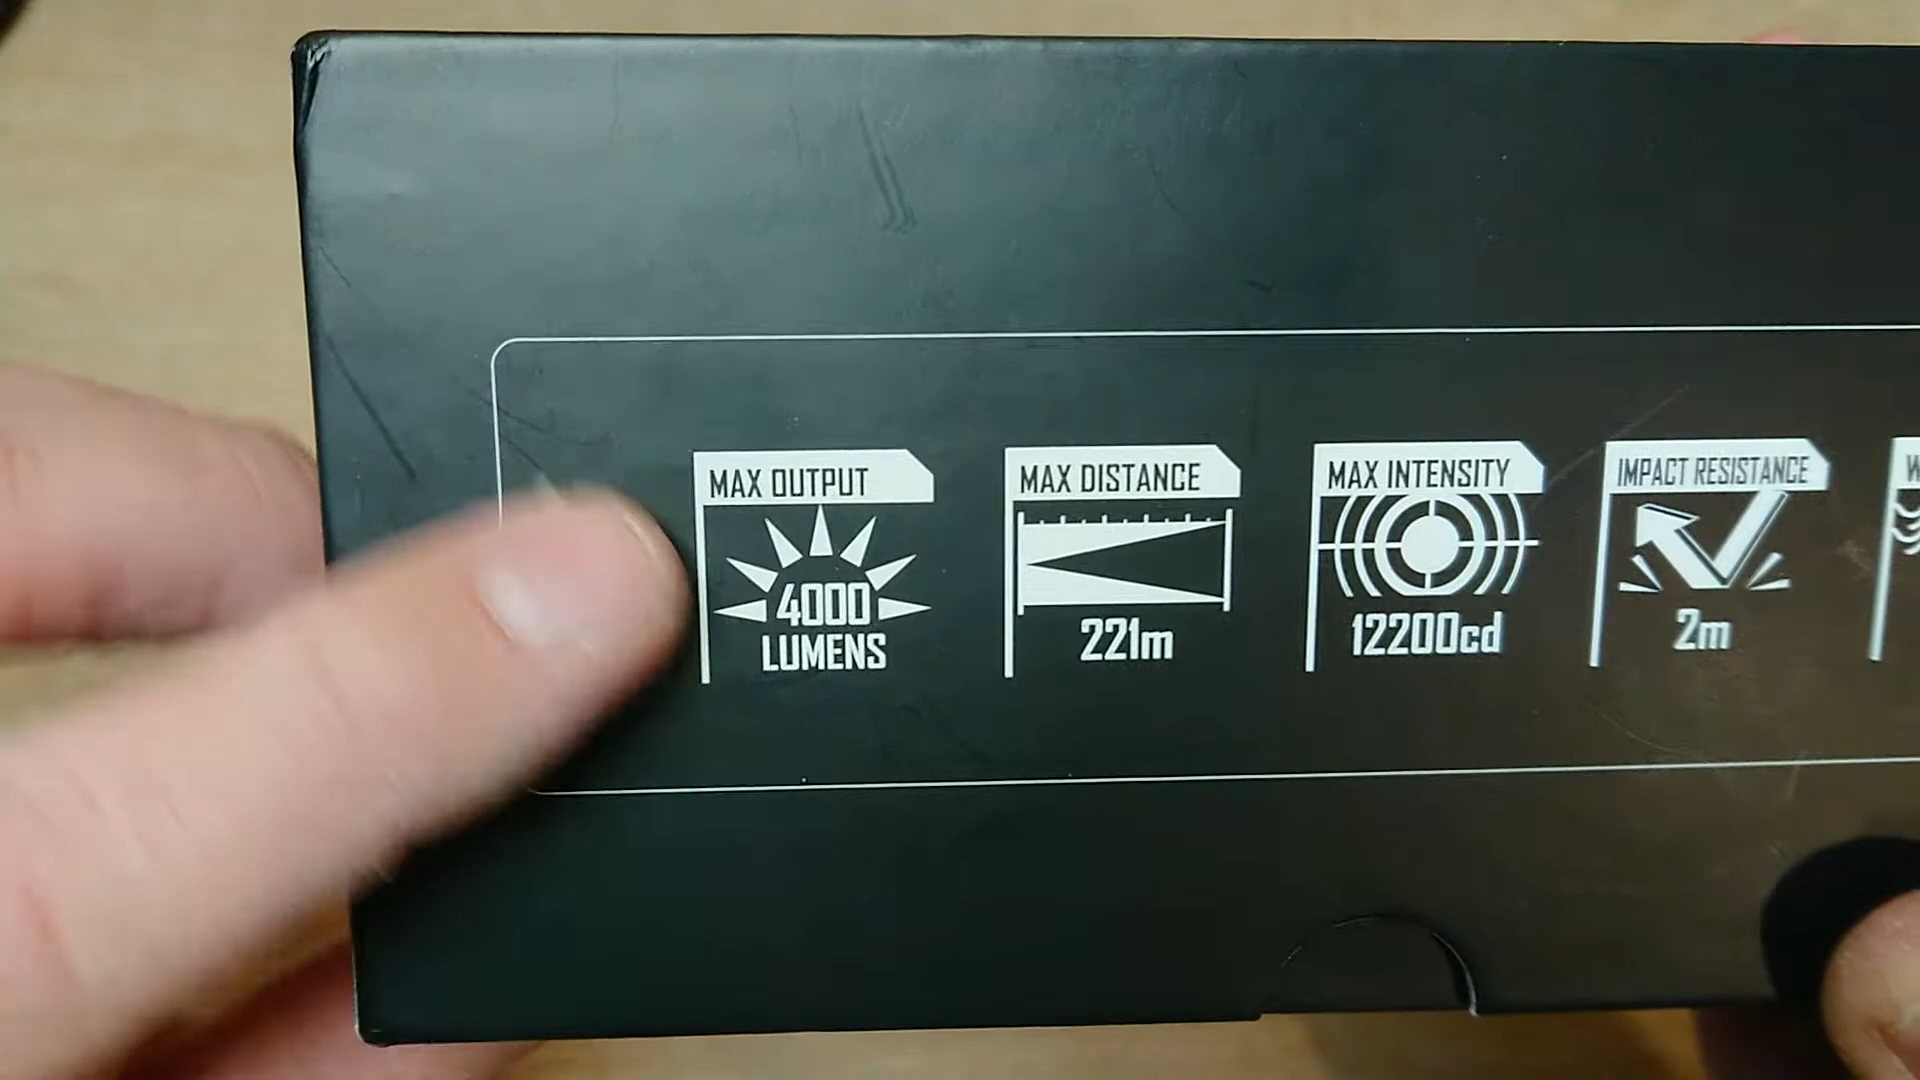 MAX OUTPUT
4000
LUMENS
MAX DISTANCE
221m
MAX INTENSITY
12200cd
IMPACT RESISTANCE
2m
W